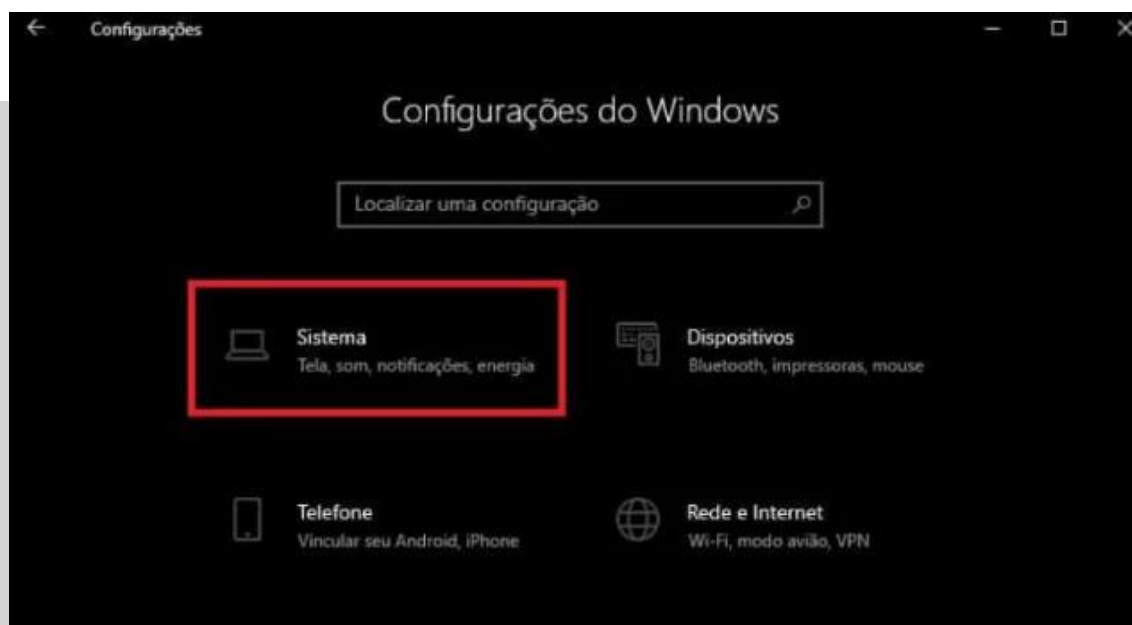 Configurações
Configurações do Windows
Localizar uma configuração
Sistema
Tela, som, notificações, energia
Dispositivos
Bluetooth, impressoras, mouse
Telefone
Vincular seu Android, iPhone
Rede e Internet
Wi-Fi, modo avião, VPN